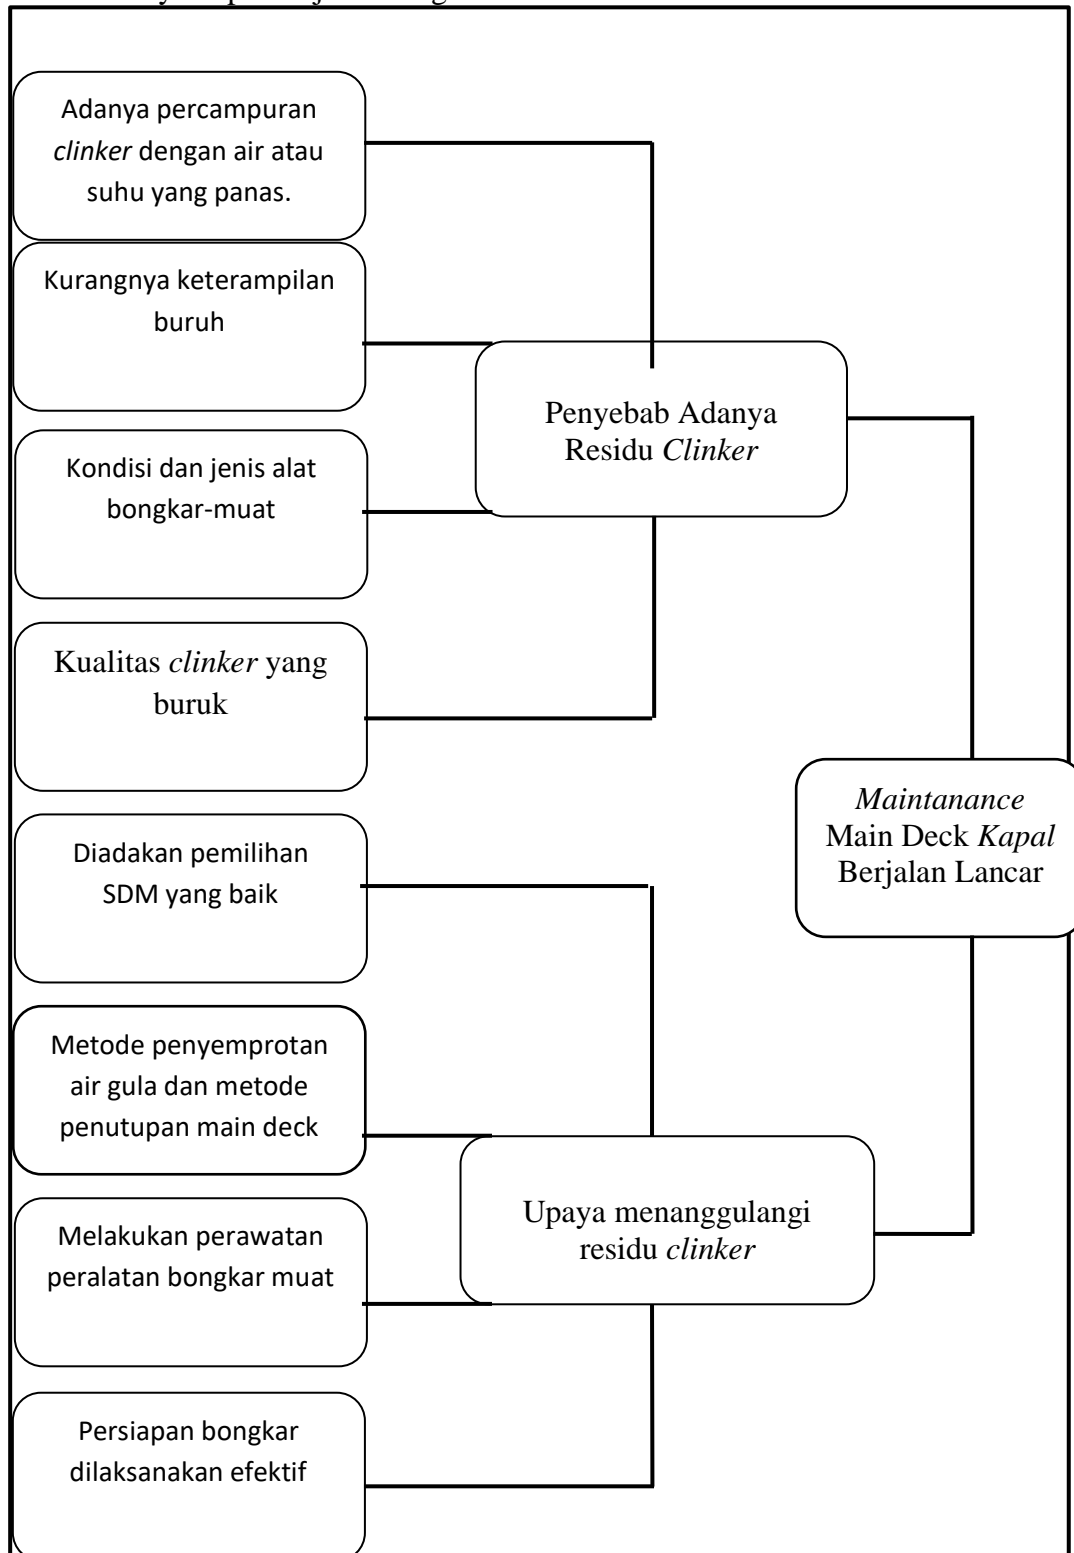 Adanya percampuran
clinker dengan air atau
suhu yang panas.
Kurangnya keterampilan
buruh
Kondisi dan jenis alat
bongkar-muat
Kualitas clinker yang
buruk
Penyebab Adanya
Residu Clinker
Diadakan pemilihan
SDM yang baik
Metode penyemprotan
air gula dan metode
penutupan main deck
Melakukan perawatan
peralatan bongkar muat
Persiapan bongkar
dilaksanakan efektif
Upaya menanggulangi
residu clinker
Maintanance
Main Deck Kapal
Berjalan Lancar